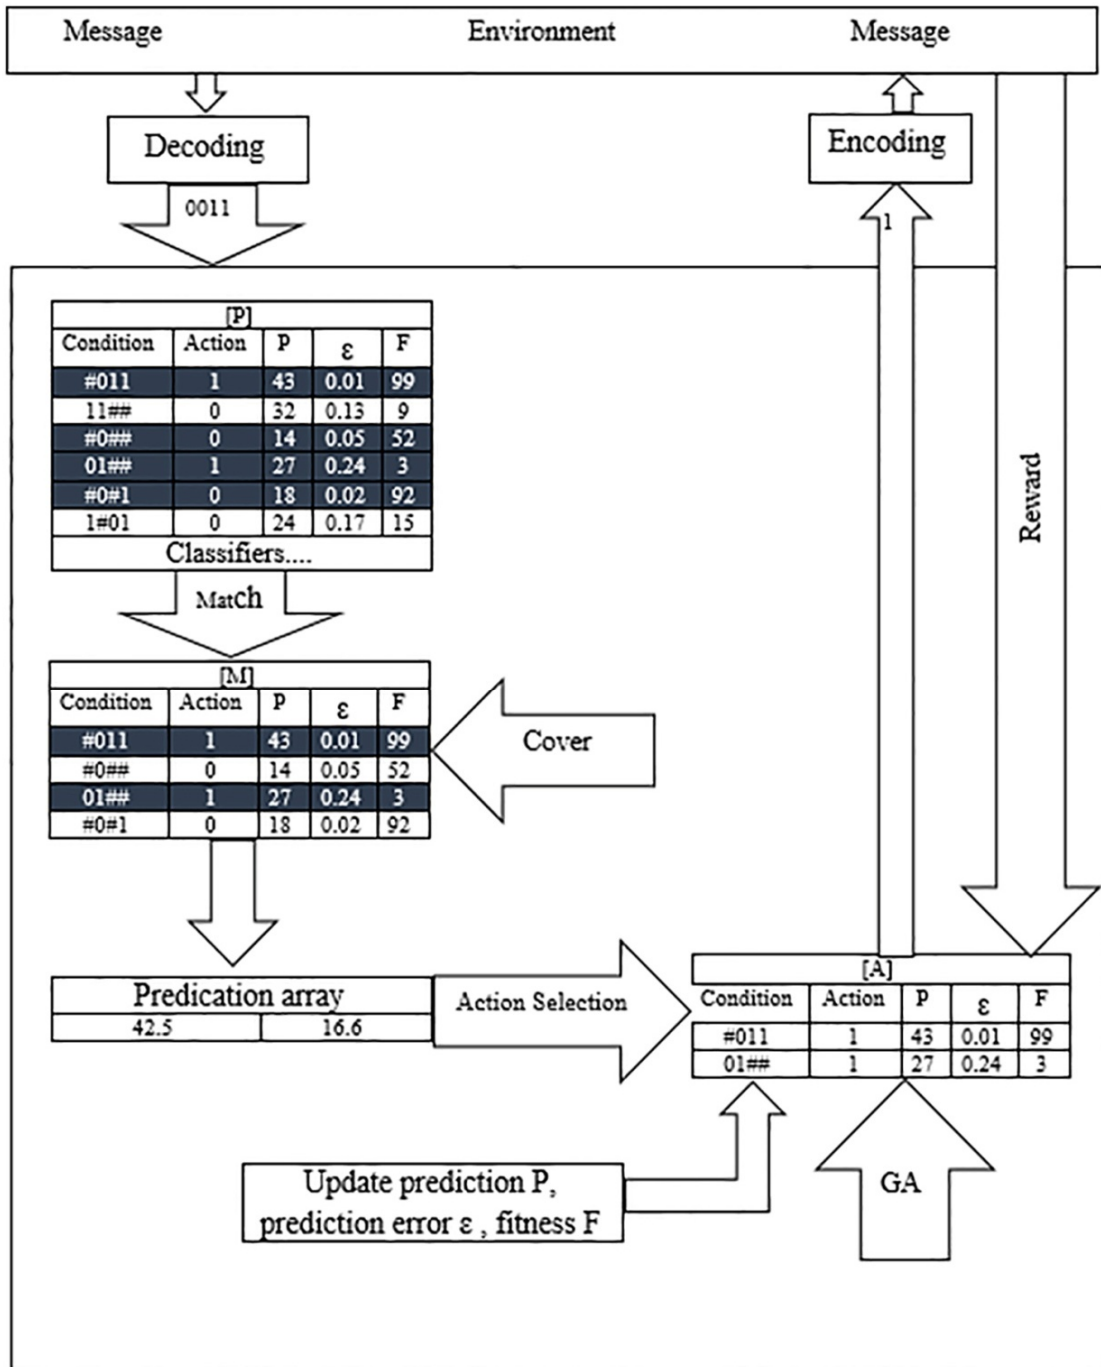 Message Environment Message
Decoding
Encoding
0011
1
[P]
Condition Action P ε F
#011 1 43 0.01 99
11## 0 32 0.13 9
#0## 0 14 0.05 52
01## 1 27 0.24 3
#0#1 0 18 0.02 92
1#01 0 24 0.17 15
Classifiers....
Match
Reward
[M]
Condition Action P ε F
#011 1 43 0.01 99
#0## 0 14 0.05 52
01## 1 27 0.24 3
#0#1 0 18 0.02 92
Cover
Predication array
42.5 16.6
Action Selection
[A]
Condition Action P ε F
#011 1 43 0.01 99
01## 1 27 0.24 3
Update prediction P,
prediction error ε , fitness F
GA